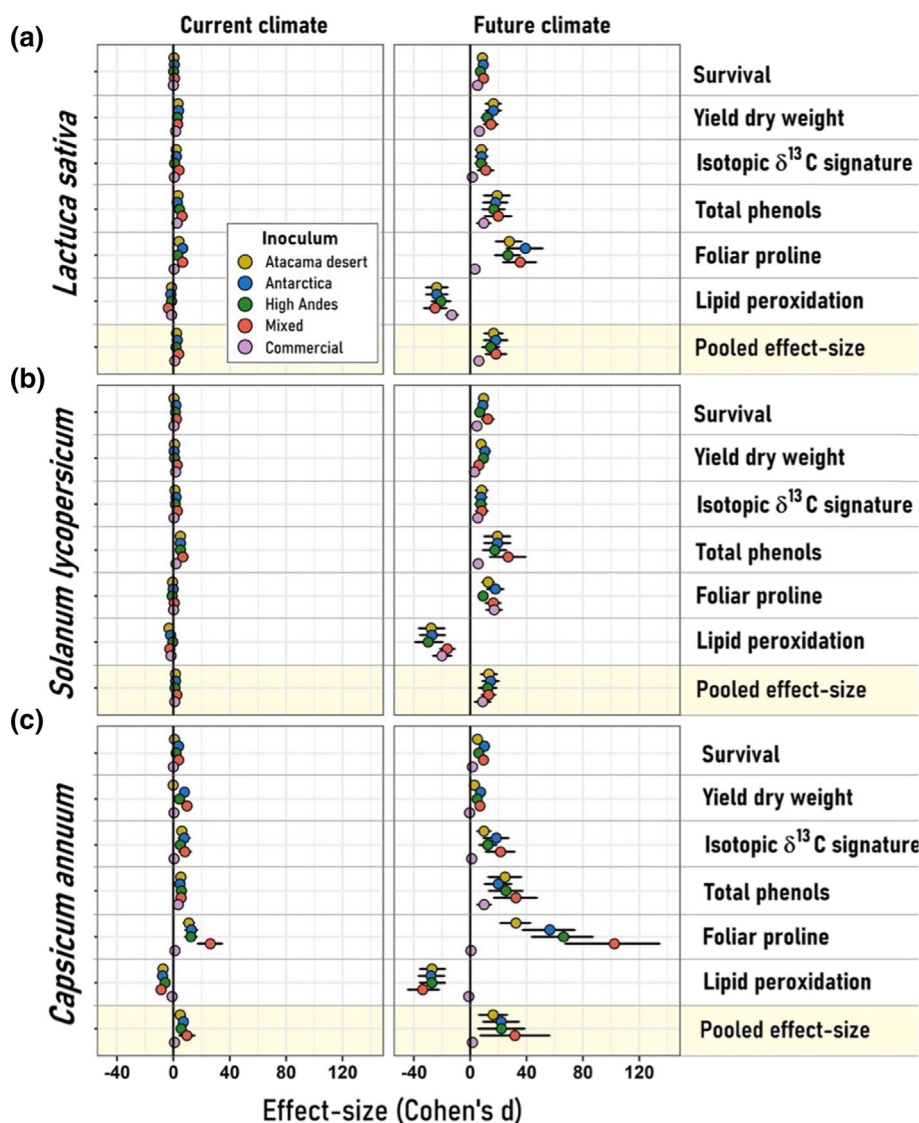 Current climate Future climate
(a)
Lactuca sativa
Survival
Yield dry weight
Isotopic δ¹³C signature
Total phenols
Foliar proline
Lipid peroxidation
Pooled effect-size
Inoculum
Atacama desert
Antarctica
High Andes
Mixed
Commercial
(b)
Solanum lycopersicum
Survival
Yield dry weight
Isotopic δ¹³C signature
Total phenols
Foliar proline
Lipid peroxidation
Pooled effect-size
(c)
Capsicum annuum
Survival
Yield dry weight
Isotopic δ¹³C signature
Total phenols
Foliar proline
Lipid peroxidation
Pooled effect-size
-40 0 40 80 120 -40 0 40 80 120
Effect-size (Cohen's d)